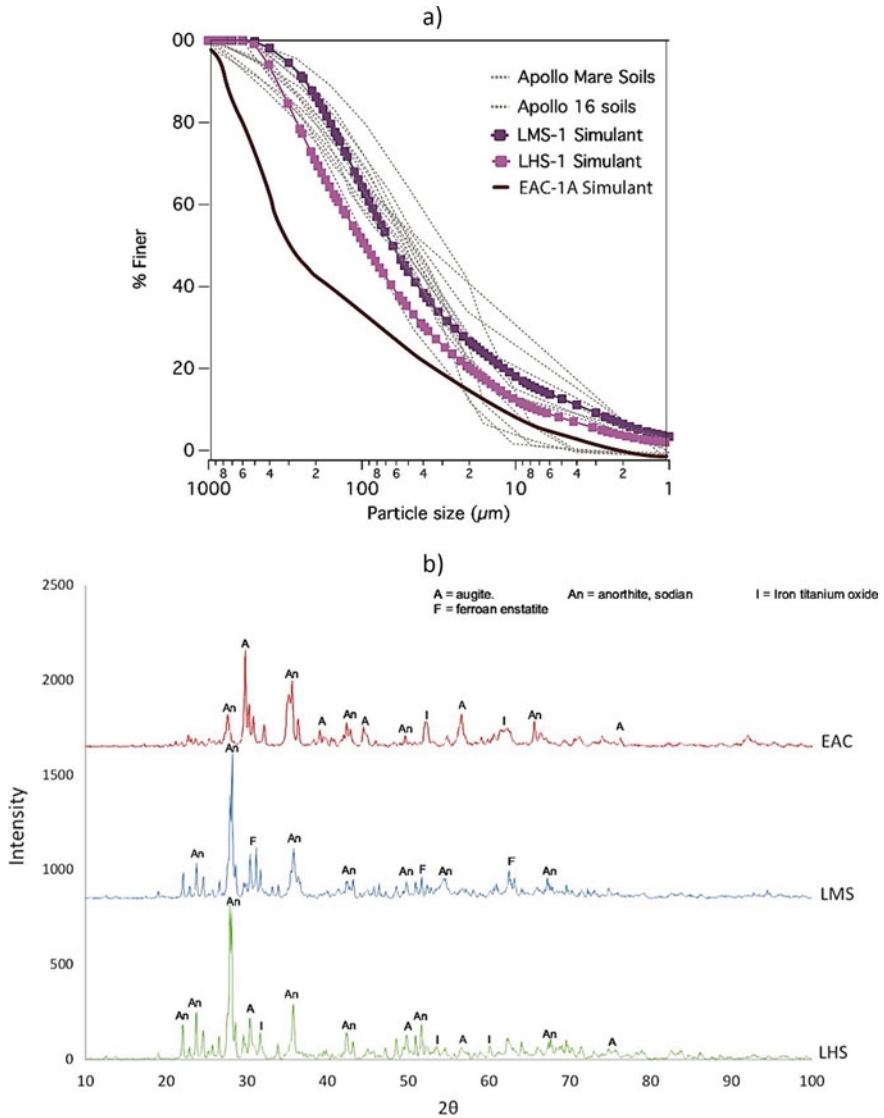 a)
00
80
60
40
20
0
% Finer
Apollo Mare Soils
Apollo 16 soils
LMS-1 Simulant
LHS-1 Simulant
EAC-1A Simulant
8 6 4 2 8 6 4 2 8 6 4 2
1000 100 10 1
Particle size (µm)
b)
2500
2000
1500
1000
500
0
Intensity
A = augite. An = anorthite, sodian I = Iron titanium oxide
F = ferroan enstatite
An A An A An A An I A I An A
EAC
An An F An An An F An F An
LMS
An An An A I An An A An I A I An A
LHS
10 20 30 40 50 60 70 80 90 100
2θ